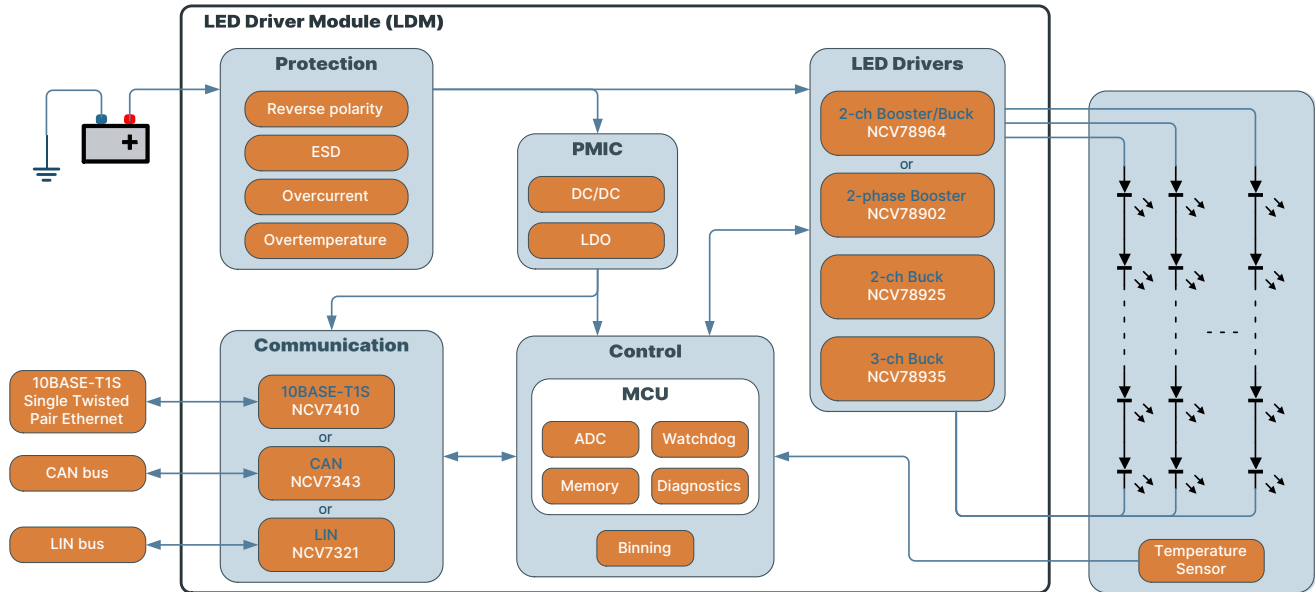 LED Driver Module (LDM)
Protection
Reverse polarity
ESD
Overcurrent
Overtemperature
PMIC
DC/DC
LDO
LED Drivers
2-ch Booster/Buck
NCV78964
or
2-phase Booster
NCV78902
2-ch Buck
NCV78925
3-ch Buck
NCV78935
Communication
10BASE-T1S
NCV7410
or
CAN
NCV7343
or
LIN
NCV7321
10BASE-T1S
Single Twisted
Pair Ethernet
CAN bus
LIN bus
Control
MCU
ADC
Watchdog
Memory
Diagnostics
Binning
Temperature
Sensor